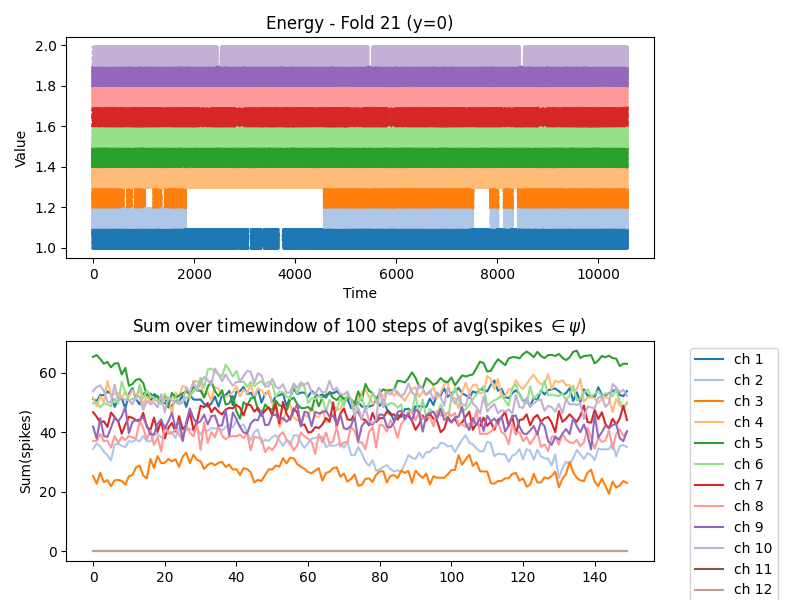 Energy - Fold 21 (y=0)
2.0
1.8
1.6
1.4
1.2
1.0
Value
0 2000 4000 6000 8000 10000
Time
Sum over timewindow of 100 steps of avg(spikes ∈ ψ)
60
40
20
0
Sum(spikes)
0 20 40 60 80 100 120 140
ch 1
ch 2
ch 3
ch 4
ch 5
ch 6
ch 7
ch 8
ch 9
ch 10
ch 11
ch 12